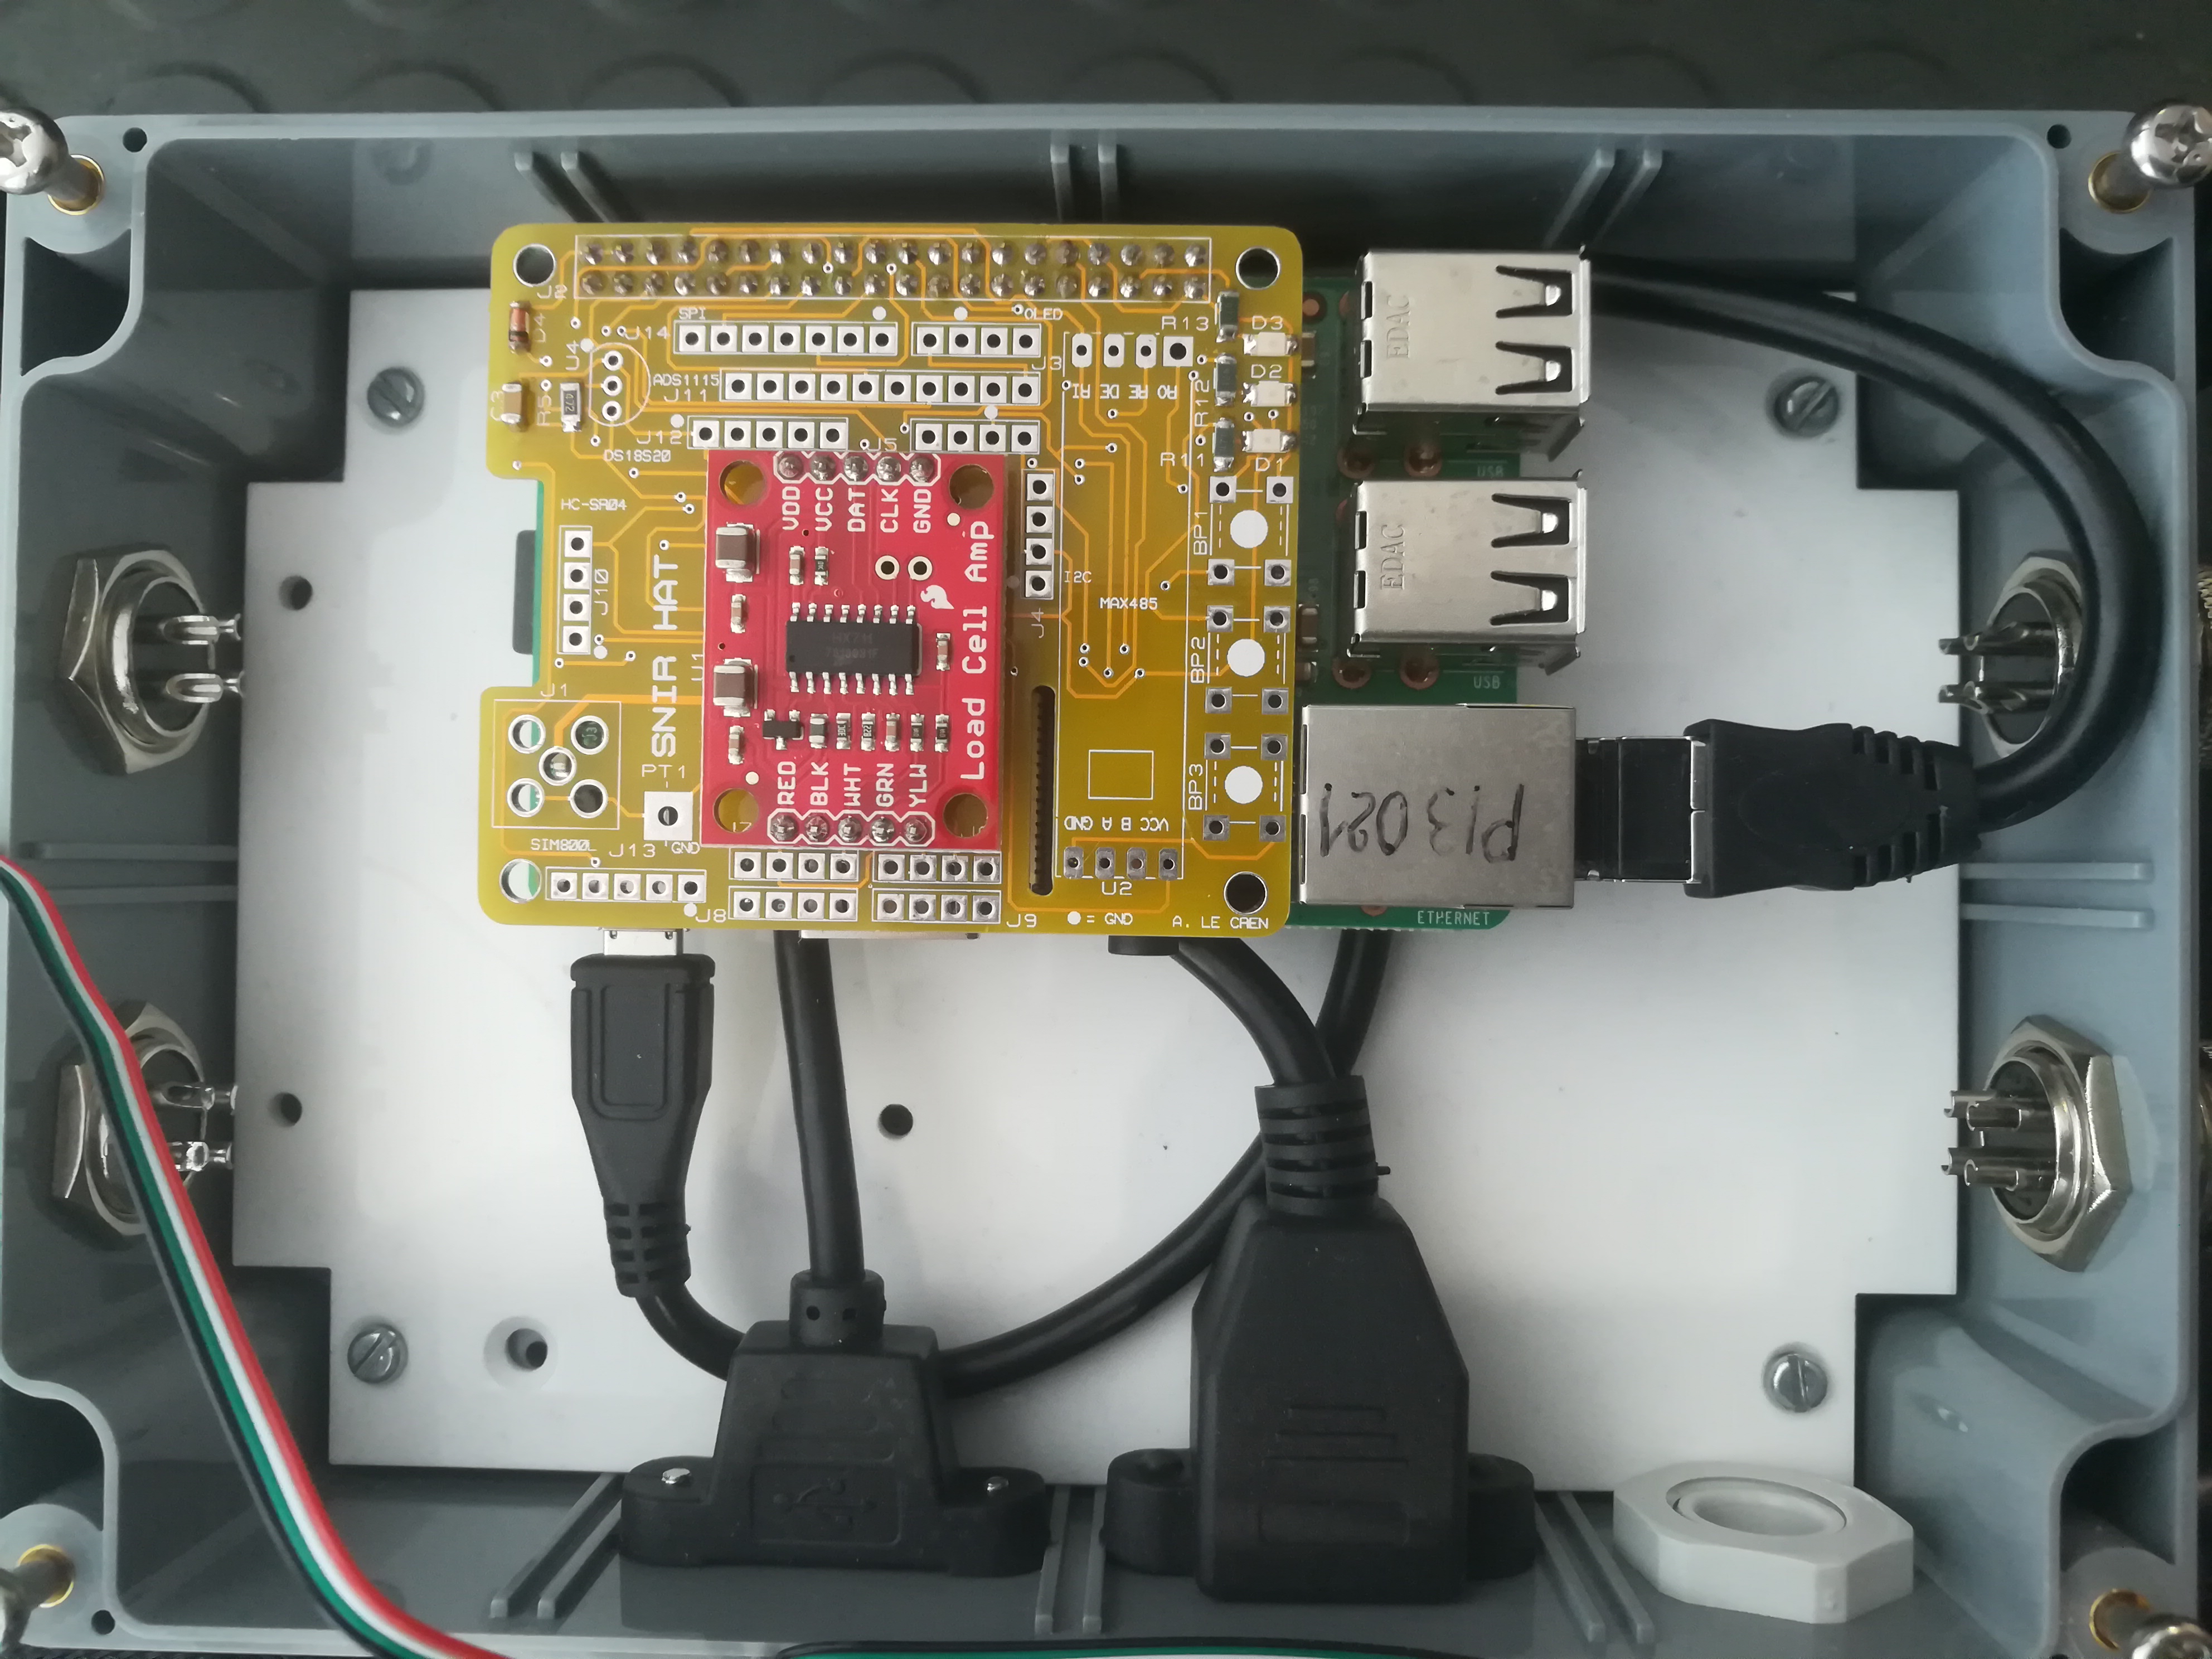 SPI
OLED
R13
D3
J14
D4
U4
J3
D2
ADS1115
J11
RI DE RE RO
R12
C3
R5
472
J12
J5
DS18S20
R11
D1
HC-SR04
VDD
VCC
DAT
CLK
GND
BP1
J10
I2C
J4
MAX485
SNIR HAT
U1
Load Cell Amp
HX711
BP2
J1
PT1
RED
BLK
WHT
GRN
YLW
BP3
SIM800L
J13
GND
VCC B A GND
U2
J8
J9
= GND
A. LE CREN
EDAC
EDAC
USB
USB
PI3 021
ETHERNET